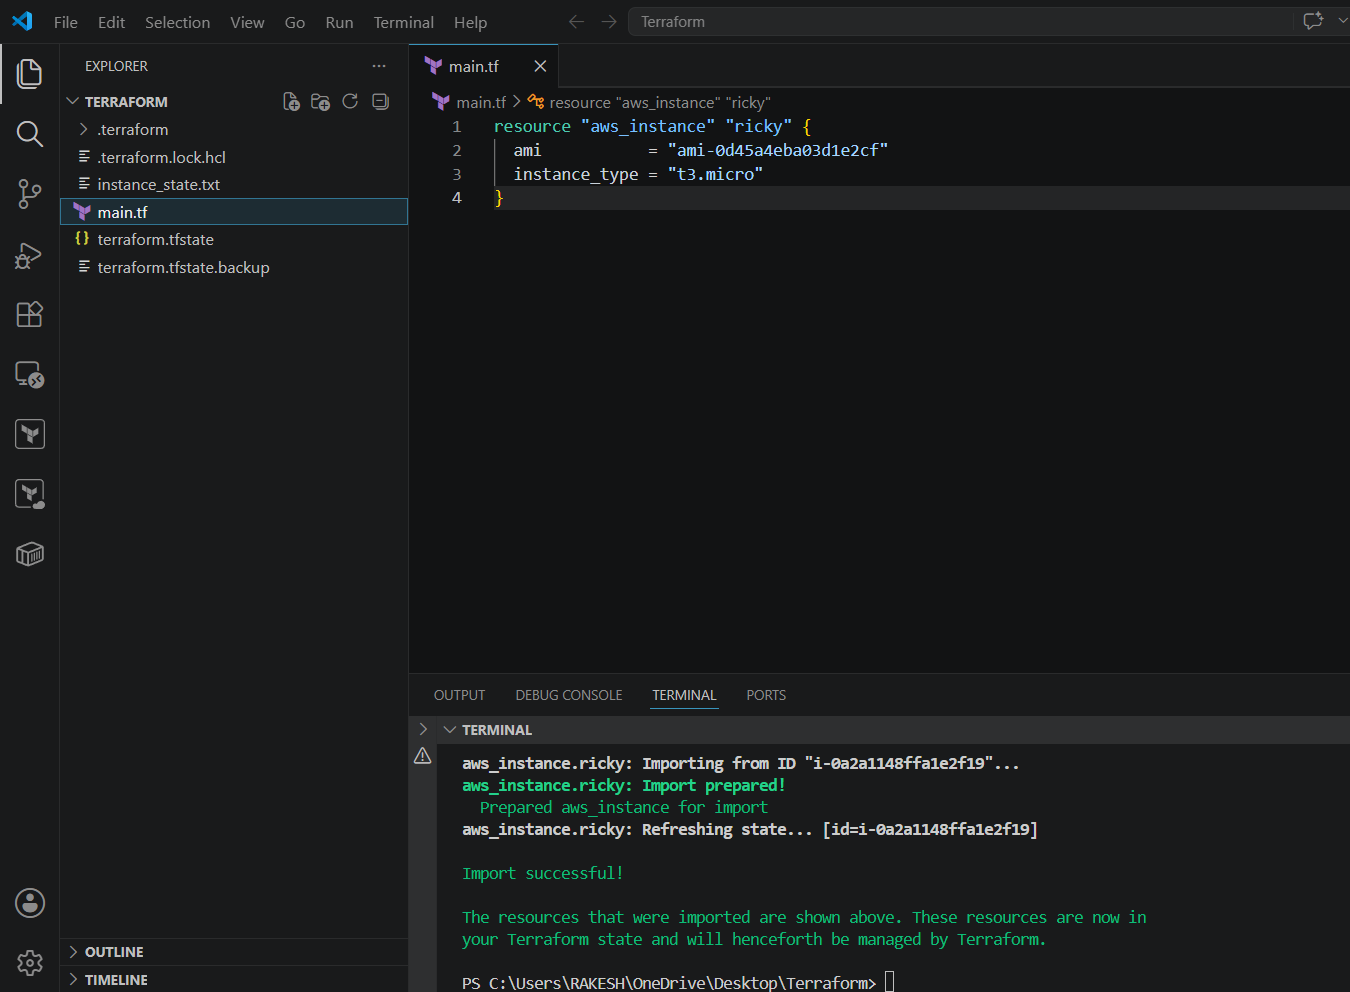 File Edit Selection View Go Run Terminal Help
Terraform
EXPLORER
TERRAFORM
.terraform
.terraform.lock.hcl
instance_state.txt
main.tf
terraform.tfstate
terraform.tfstate.backup
OUTLINE
TIMELINE
main.tf
main.tf > resource "aws_instance" "ricky"
1 resource "aws_instance" "ricky" {
2 ami = "ami-0d45a4eba03d1e2cf"
3 instance_type = "t3.micro"
4 }
OUTPUT DEBUG CONSOLE TERMINAL PORTS
TERMINAL
aws_instance.ricky: Importing from ID "i-0a2a1148ffa1e2f19"...
aws_instance.ricky: Import prepared!
Prepared aws_instance for import
aws_instance.ricky: Refreshing state... [id=i-0a2a1148ffa1e2f19]
Import successful!
The resources that were imported are shown above. These resources are now in
your Terraform state and will henceforth be managed by Terraform.
PS C:\Users\RAKESH\OneDrive\Desktop\Terraform>